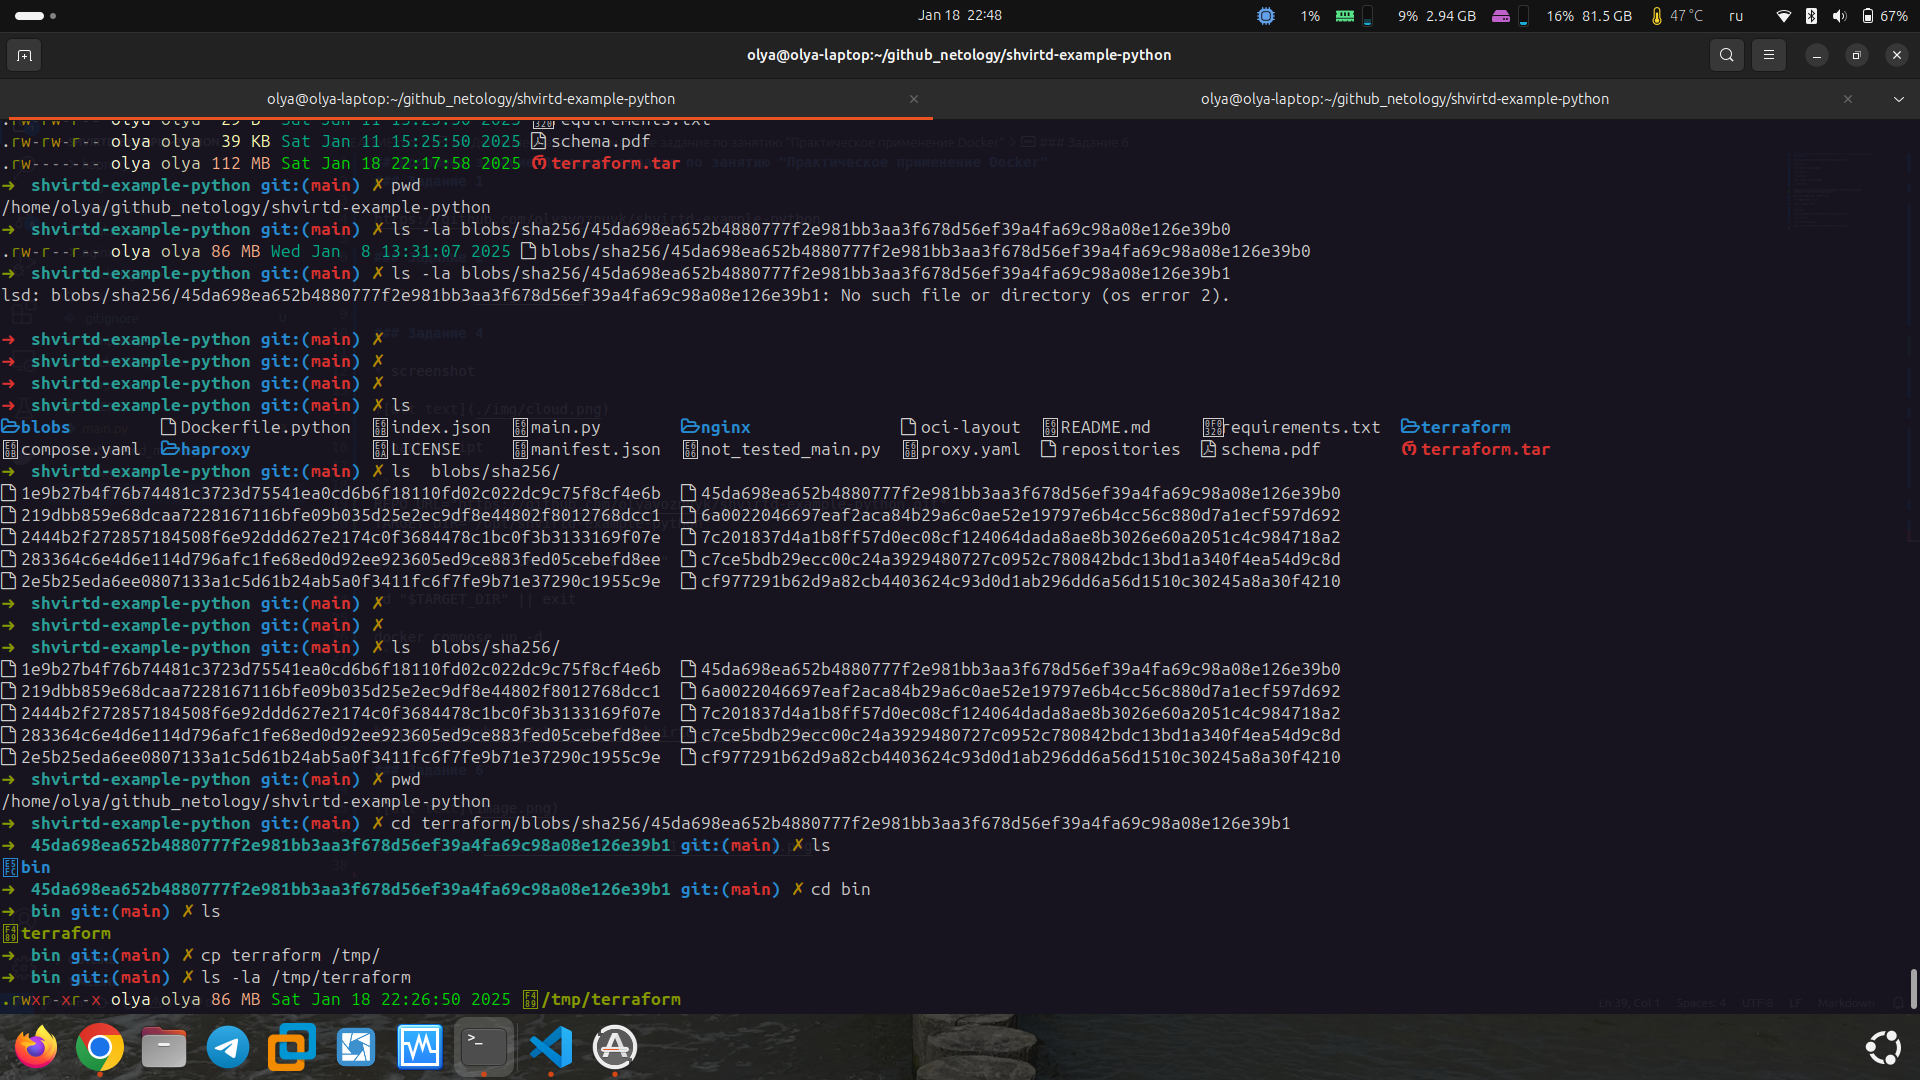 Jan 18 22:48
1% 9% 2.94 GB 16% 81.5 GB 47°C ru 67%
olya@olya-laptop:~/github_netology/shvirtd-example-python
olya@olya-laptop:~/github_netology/shvirtd-example-python × olya@olya-laptop:~/github_netology/shvirtd-example-python ×
.rw-rw-r-- olya olya 29 B Sat Jan 11 15:25:50 2025 requirements.txt
.rw-rw-r-- olya olya 39 KB Sat Jan 11 15:25:50 2025 schema.pdf
.rw------- olya olya 112 MB Sat Jan 18 22:17:58 2025 terraform.tar
➜ shvirtd-example-python git:(main) ✗ pwd
/home/olya/github_netology/shvirtd-example-python
➜ shvirtd-example-python git:(main) ✗ ls -la blobs/sha256/45da698ea652b4880777f2e981bb3aa3f678d56ef39a4fa69c98a08e126e39b0
.rw-r--r-- olya olya 86 MB Wed Jan  8 13:31:07 2025 blobs/sha256/45da698ea652b4880777f2e981bb3aa3f678d56ef39a4fa69c98a08e126e39b0
➜ shvirtd-example-python git:(main) ✗ ls -la blobs/sha256/45da698ea652b4880777f2e981bb3aa3f678d56ef39a4fa69c98a08e126e39b1
lsd: blobs/sha256/45da698ea652b4880777f2e981bb3aa3f678d56ef39a4fa69c98a08e126e39b1: No such file or directory (os error 2).
➜ shvirtd-example-python git:(main) ✗
➜ shvirtd-example-python git:(main) ✗
➜ shvirtd-example-python git:(main) ✗
➜ shvirtd-example-python git:(main) ✗ ls
blobs Dockerfile.python index.json main.py nginx oci-layout README.md requirements.txt terraform
compose.yaml haproxy LICENSE manifest.json not_tested_main.py proxy.yaml repositories schema.pdf terraform.tar
➜ shvirtd-example-python git:(main) ✗ ls  blobs/sha256/
1e9b27b4f76b74481c3723d75541ea0cd6b6f18110fd02c022dc9c75f8cf4e6b 45da698ea652b4880777f2e981bb3aa3f678d56ef39a4fa69c98a08e126e39b0
219dbb859e68dcaa7228167116bfe09b035d25e2ec9df8e44802f8012768dcc1 6a0022046697eaf2aca84b29a6c0ae52e19797e6b4cc56c880d7a1ecf597d692
2444b2f272857184508f6e92ddd627e2174c0f3684478c1bc0f3b3133169f07e 7c201837d4a1b8ff57d0ec08cf124064dada8ae8b3026e60a2051c4c984718a2
283364c6e4d6e114d796afc1fe68ed0d92ee923605ed9ce883fed05cebefd8ee c7ce5bdb29ecc00c24a3929480727c0952c780842bdc13bd1a340f4ea54d9c8d
2e5b25eda6ee0807133a1c5d61b24ab5a0f3411fc6f7fe9b71e37290c1955c9e cf977291b62d9a82cb4403624c93d0d1ab296dd6a56d1510c30245a8a30f4210
➜ shvirtd-example-python git:(main) ✗
➜ shvirtd-example-python git:(main) ✗
➜ shvirtd-example-python git:(main) ✗ ls  blobs/sha256/
1e9b27b4f76b74481c3723d75541ea0cd6b6f18110fd02c022dc9c75f8cf4e6b 45da698ea652b4880777f2e981bb3aa3f678d56ef39a4fa69c98a08e126e39b0
219dbb859e68dcaa7228167116bfe09b035d25e2ec9df8e44802f8012768dcc1 6a0022046697eaf2aca84b29a6c0ae52e19797e6b4cc56c880d7a1ecf597d692
2444b2f272857184508f6e92ddd627e2174c0f3684478c1bc0f3b3133169f07e 7c201837d4a1b8ff57d0ec08cf124064dada8ae8b3026e60a2051c4c984718a2
283364c6e4d6e114d796afc1fe68ed0d92ee923605ed9ce883fed05cebefd8ee c7ce5bdb29ecc00c24a3929480727c0952c780842bdc13bd1a340f4ea54d9c8d
2e5b25eda6ee0807133a1c5d61b24ab5a0f3411fc6f7fe9b71e37290c1955c9e cf977291b62d9a82cb4403624c93d0d1ab296dd6a56d1510c30245a8a30f4210
➜ shvirtd-example-python git:(main) ✗ pwd
/home/olya/github_netology/shvirtd-example-python
➜ shvirtd-example-python git:(main) ✗ cd terraform/blobs/sha256/45da698ea652b4880777f2e981bb3aa3f678d56ef39a4fa69c98a08e126e39b1
➜ 45da698ea652b4880777f2e981bb3aa3f678d56ef39a4fa69c98a08e126e39b1 git:(main) ✗ ls
bin
➜ 45da698ea652b4880777f2e981bb3aa3f678d56ef39a4fa69c98a08e126e39b1 git:(main) ✗ cd bin
➜ bin git:(main) ✗ ls
terraform
➜ bin git:(main) ✗ cp terraform /tmp/
➜ bin git:(main) ✗ ls -la /tmp/terraform
.rwxr-xr-x olya olya 86 MB Sat Jan 18 22:26:50 2025 /tmp/terraform